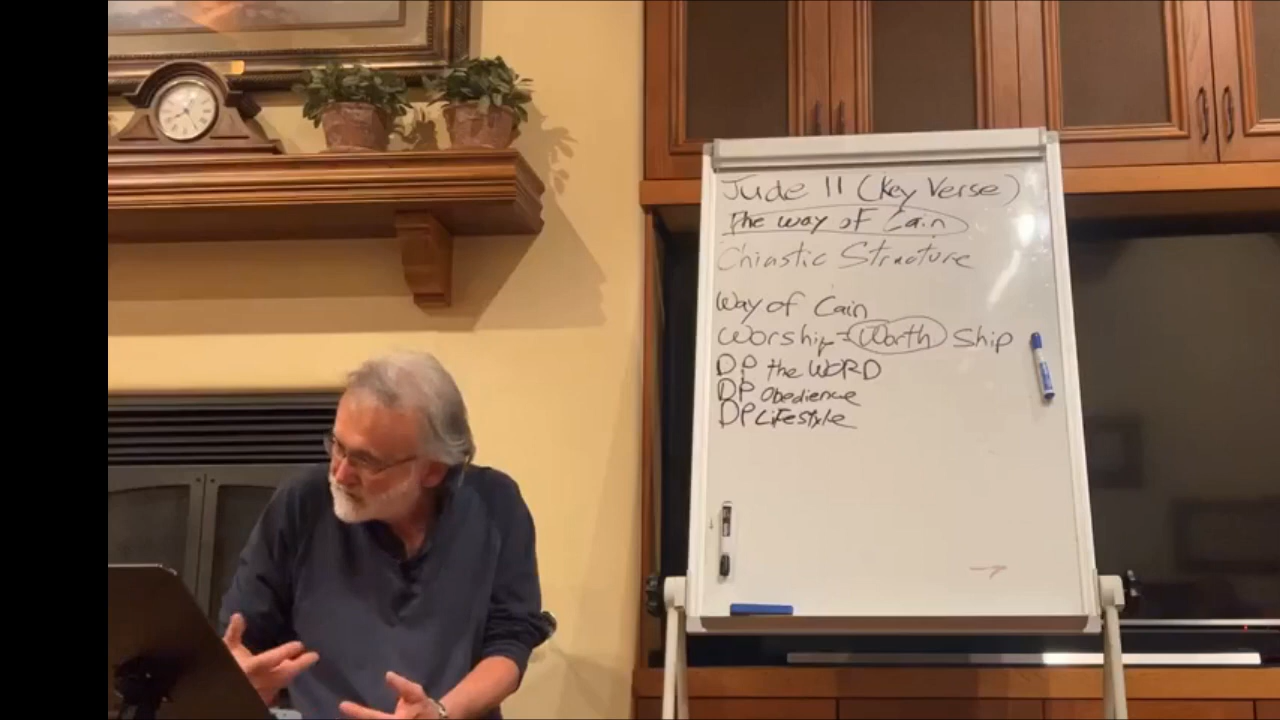 Jude 11 (Key Verse)
The way of Cain
Chiastic Structure
Way of Cain
Worship = Worth Ship
DP the WORD
DP Obedience
DP Lifestyle